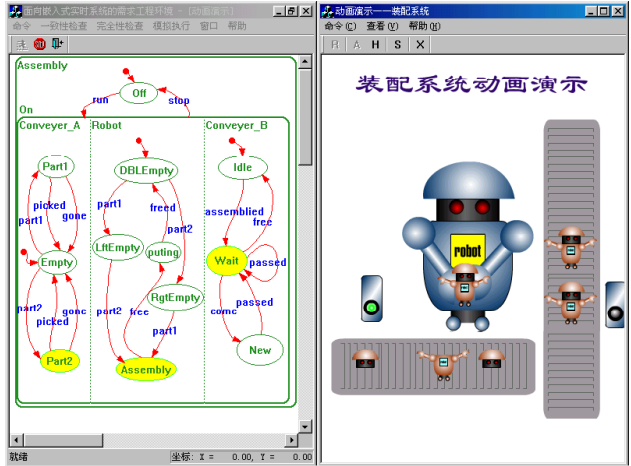 面向嵌入式实时系统的需求工程环境 - (动画演示)
命令 一致性检查 完全性检查 模拟执行 窗口 帮助
Assembly
Off
run
stop
On
Conveyer_A
Robot
Conveyer_B
Part1
DBLEmpty
Idle
picked
part1
gone
part1
freed
part2
assemblied
free
LftEmpty
puting
Empty
Wait
passed
RgtEmpty
part2
picked
gonc
part2
free
part1
comc
passed
Part2
Assembly
New
就绪
坐标: X = 0.00, Y = 0.00
动画演示——装配系统
命令(C) 查看(V) 帮助(H)
R A H S X
装配系统动画演示
robot